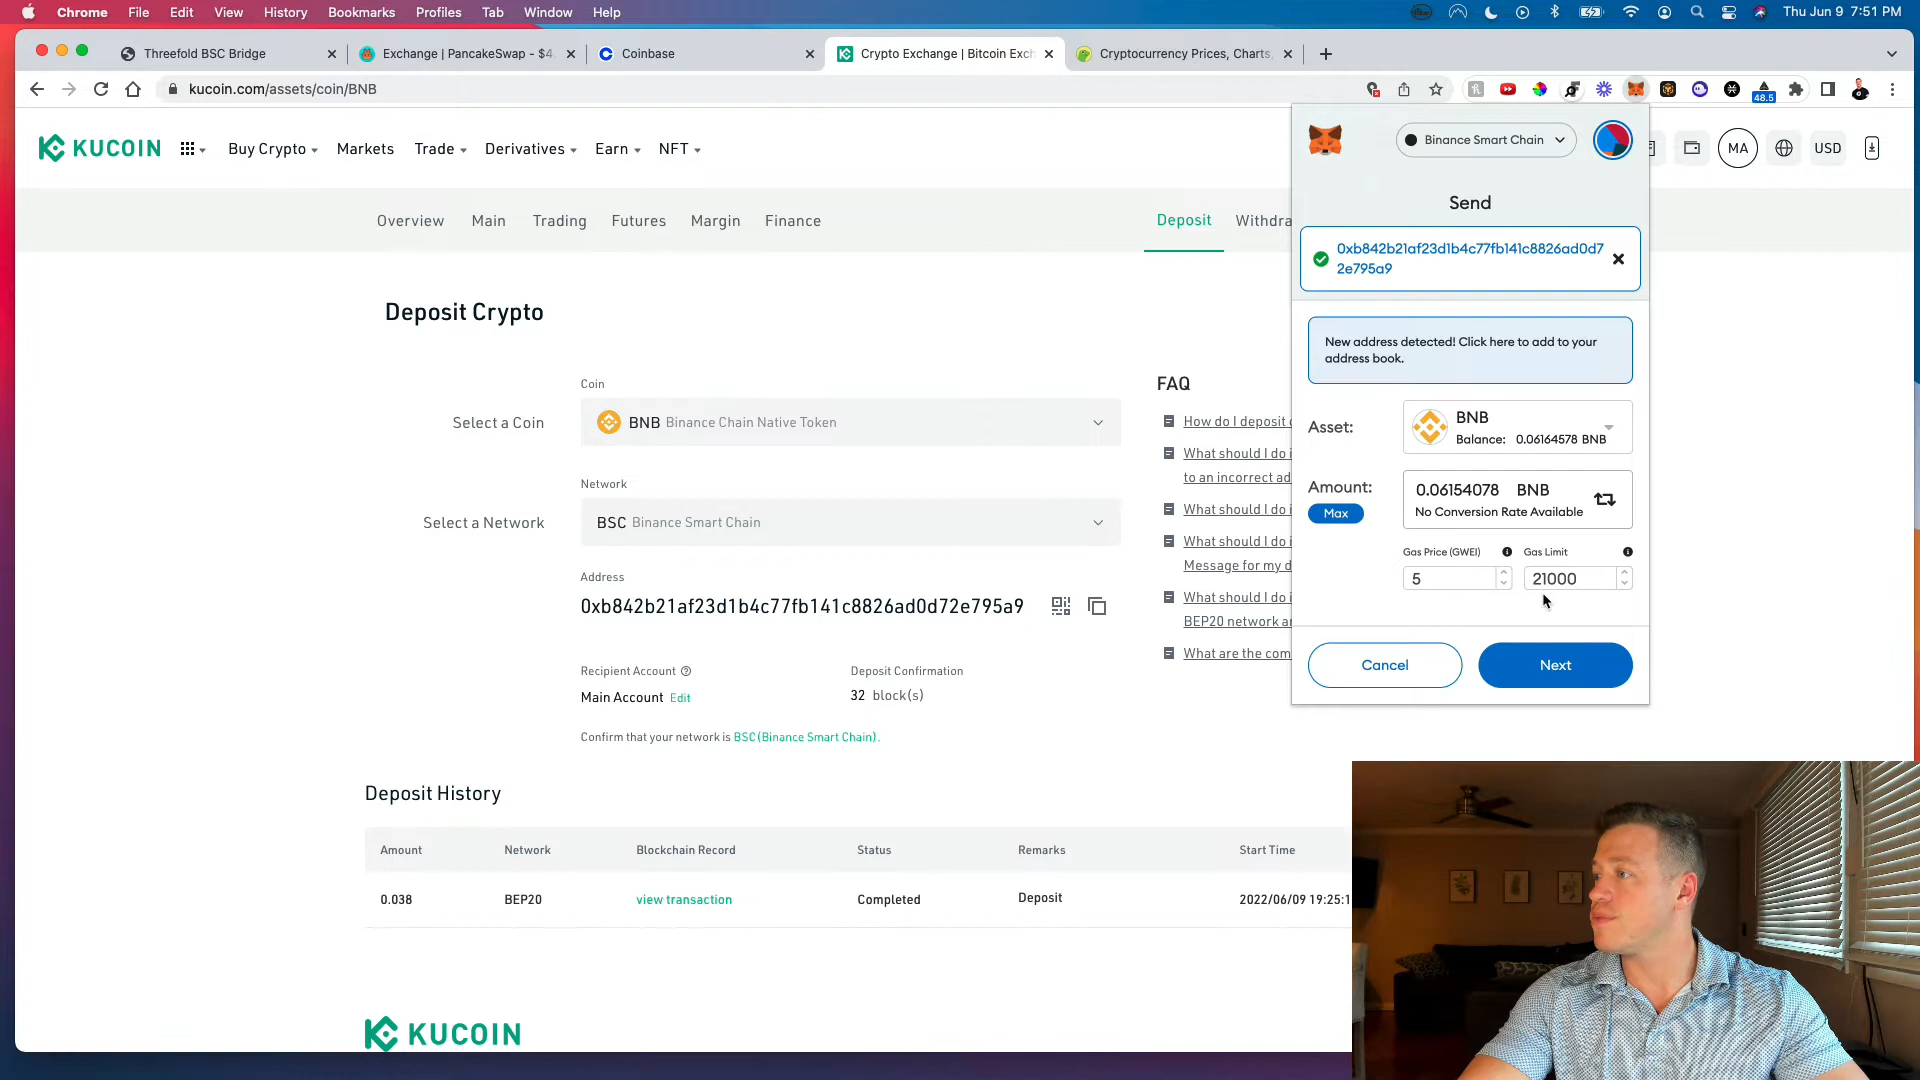 Chrome File Edit View History Bookmarks Profiles Tab Window Help
Thu Jun 9 7:51 PM
Threefold BSC Bridge
Exchange | PancakeSwap - $4.
Coinbase
Crypto Exchange | Bitcoin Exch
Cryptocurrency Prices, Charts,
kucoin.com/assets/coin/BNB
48.5
KUCOIN
Buy Crypto
Markets
Trade
Derivatives
Earn
NFT
MA
USD
Overview
Main
Trading
Futures
Margin
Finance
Deposit
Withdra
Deposit Crypto
Coin
Select a Coin
BNB Binance Chain Native Token
Network
Select a Network
BSC Binance Smart Chain
Address
0xb842b21af23d1b4c77fb141c8826ad0d72e795a9
Recipient Account
Main Account Edit
Deposit Confirmation
32 block(s)
Confirm that your network is BSC(Binance Smart Chain).
FAQ
How do I deposit
What should I do i
to an incorrect ad
What should I do i
What should I do i
Message for my d
What should I do i
BEP20 network a
What are the com
Binance Smart Chain
Send
0xb842b21af23d1b4c77fb141c8826ad0d7
2e795a9
New address detected! Click here to add to your
address book.
Asset:
BNB
Balance: 0.06164578 BNB
Amount:
Max
0.06154078 BNB
No Conversion Rate Available
Gas Price (GWEI)
Gas Limit
5
21000
Cancel
Next
Deposit History
Amount Network Blockchain Record Status Remarks Start Time
0.038 BEP20 view transaction Completed Deposit 2022/06/09 19:25:1
KUCOIN